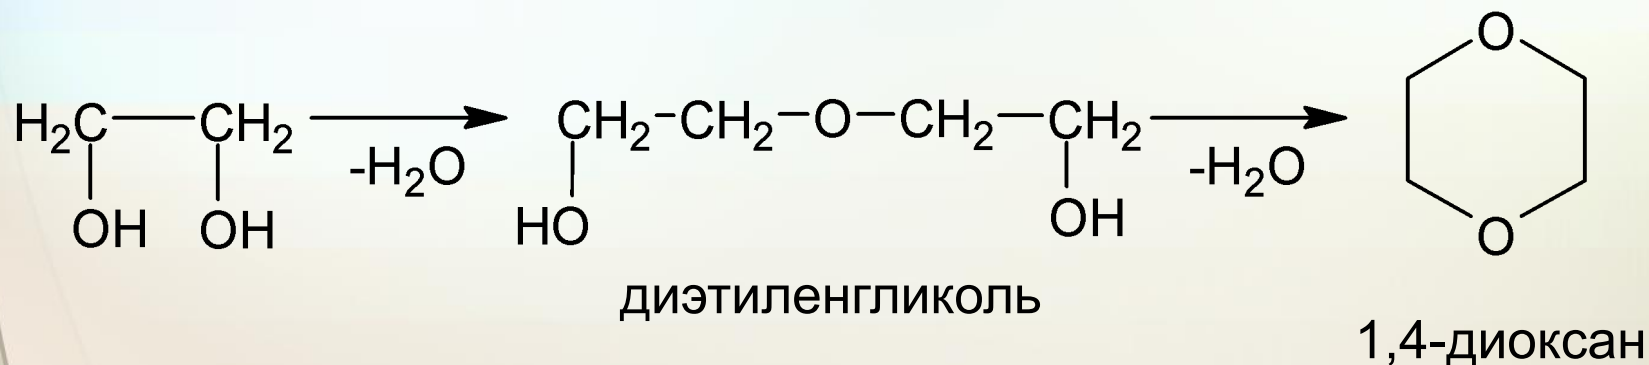 H₂C CH₂ CH₂-CH₂-O-CH₂-CH₂ O
-H₂O -H₂O
OH OH HO OH O
диэтиленгликоль
1,4-диоксан